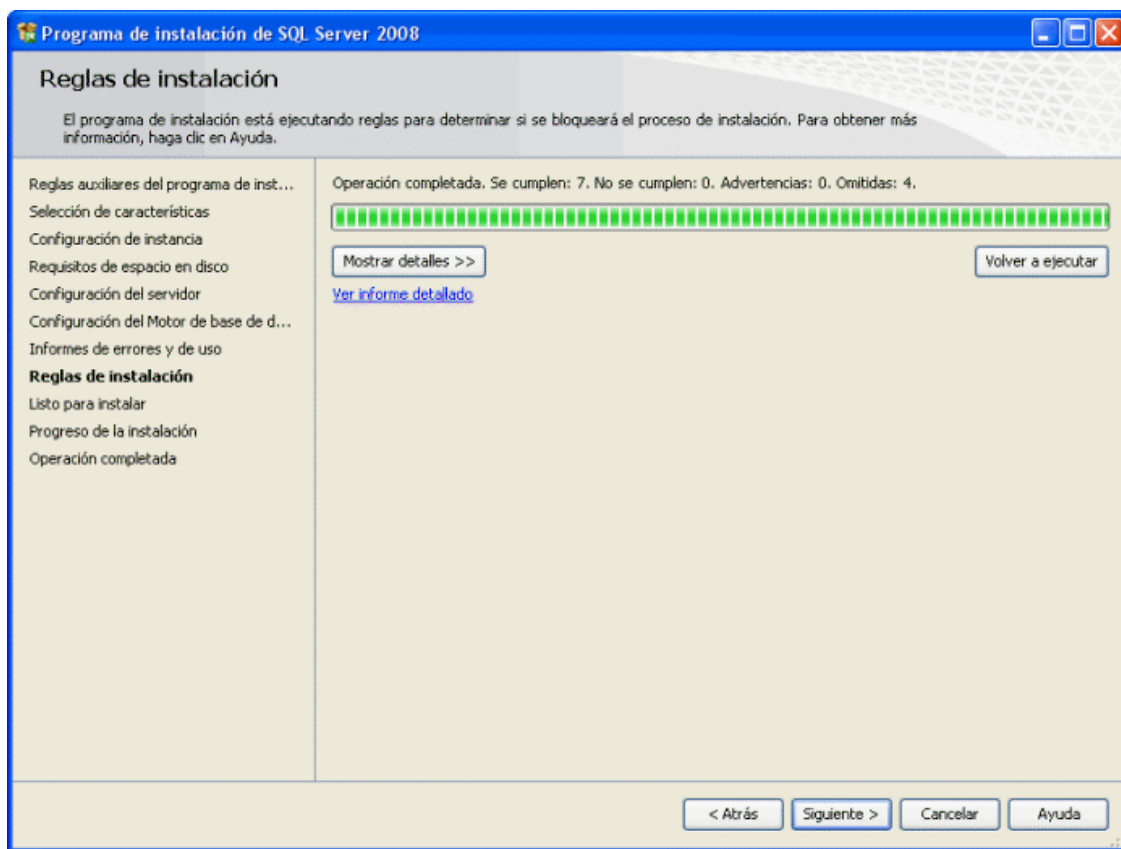 Programa de instalación de SQL Server 2008
Reglas de instalación
El programa de instalación está ejecutando reglas para determinar si se bloqueará el proceso de instalación. Para obtener más
información, haga clic en Ayuda.
Reglas auxiliares del programa de inst...
Selección de características
Configuración de instancia
Requisitos de espacio en disco
Configuración del servidor
Configuración del Motor de base de d...
Informes de errores y de uso
Reglas de instalación
Listo para instalar
Progreso de la instalación
Operación completada
Operación completada. Se cumplen: 7. No se cumplen: 0. Advertencias: 0. Omitidas: 4.
Mostrar detalles >>
Volver a ejecutar
Ver informe detallado
< Atrás
Siguiente >
Cancelar
Ayuda